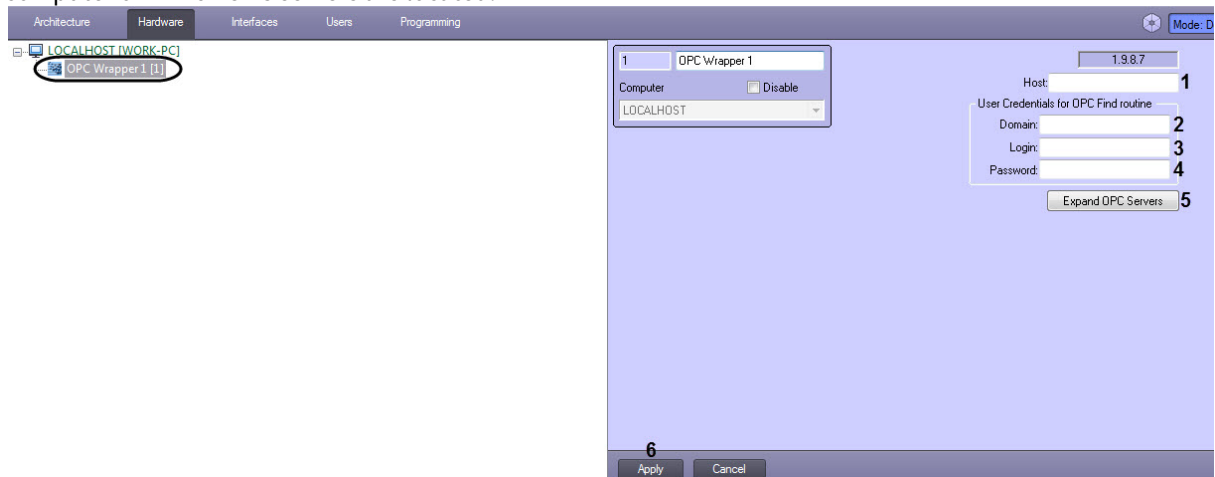 Architecture Hardware Interfaces Users Programming Mode: D
LOCALHOST [WORK-PC]
OPC Wrapper 1 [1]
1 OPC Wrapper 1
Computer Disable
LOCALHOST
1.9.8.7
Host: 1
User Credentials for OPC Find routine
Domain: 2
Login: 3
Password: 4
Expand OPC Servers 5
6
Apply Cancel